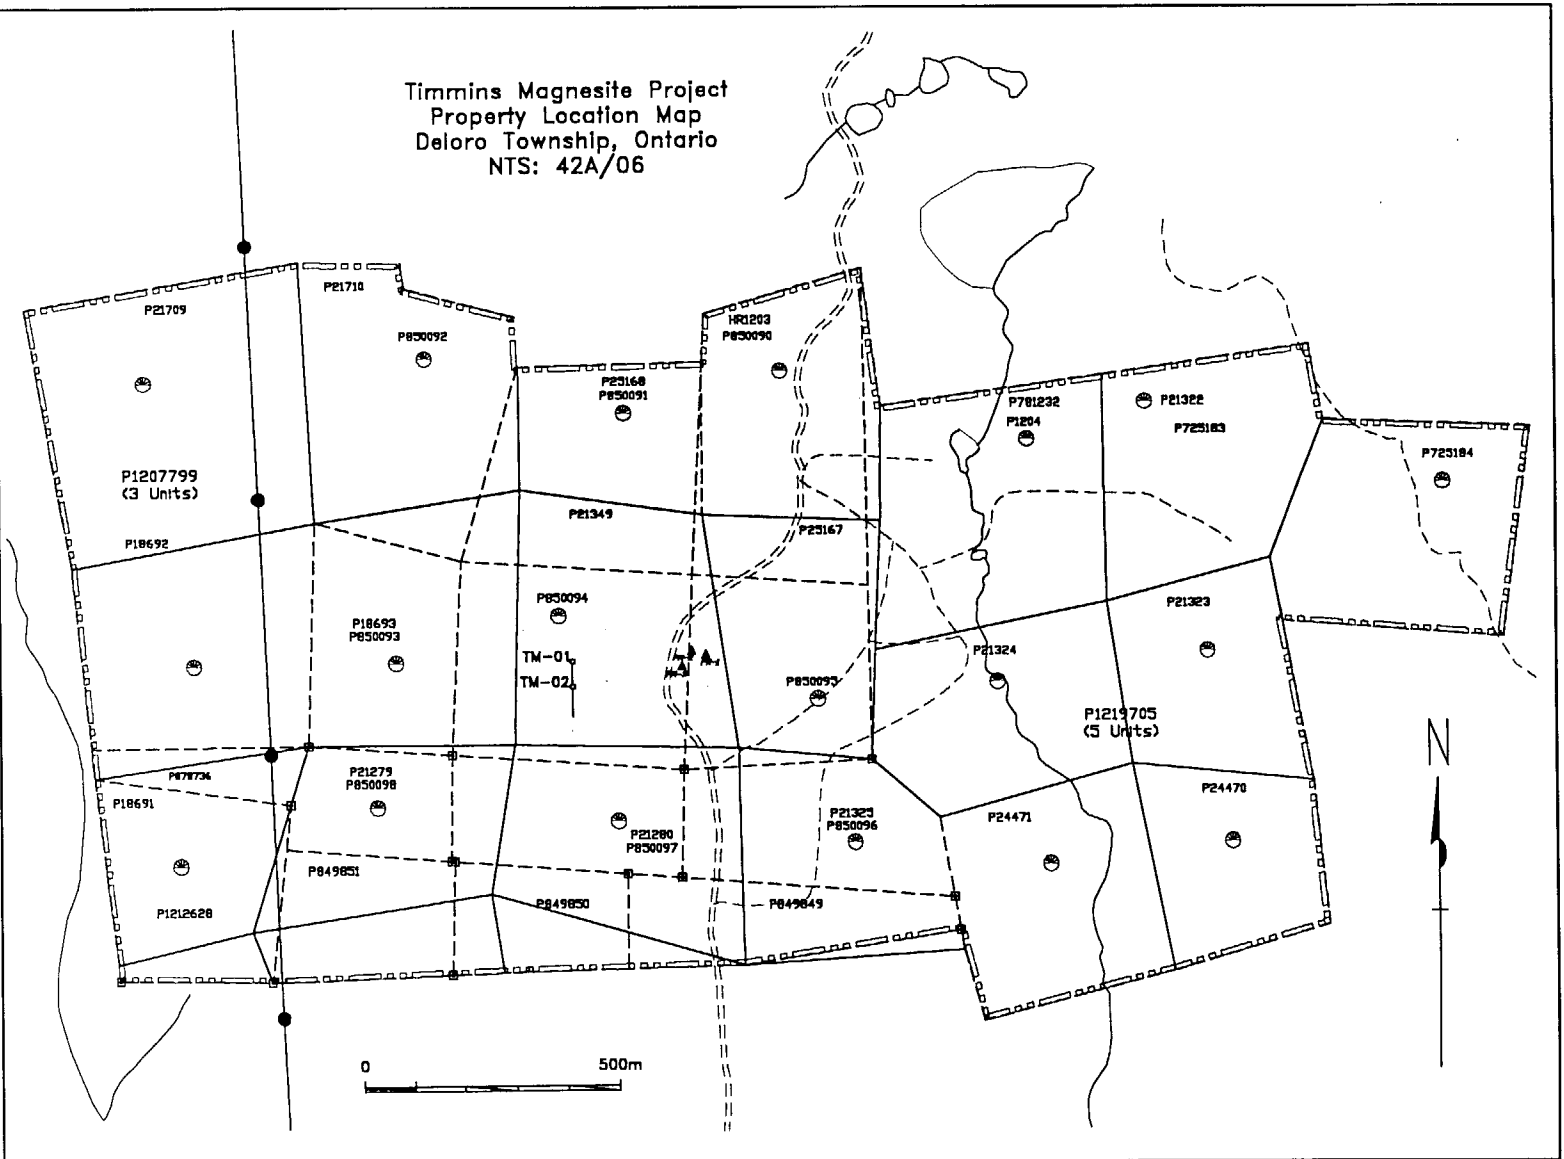 Timmins Magnesite Project
Property Location Map
Deloro Township, Ontario
NTS: 42A/06
P21709
P21710
P850092
HR1203
P850090
P25168
P850091
P781232
P1204
P21322
P725183
P725184
P1207799
(3 Units)
P18692
P21349
P25167
P850094
P18693
P850093
TM-01
TM-02
P850095
P21323
P21324
P1219705
(5 Units)
N
P18691
P21279
P850098
P21280
P850097
P21325
P850096
P24471
P24470
P849851
P849850
P849849
P1212628
0
500m